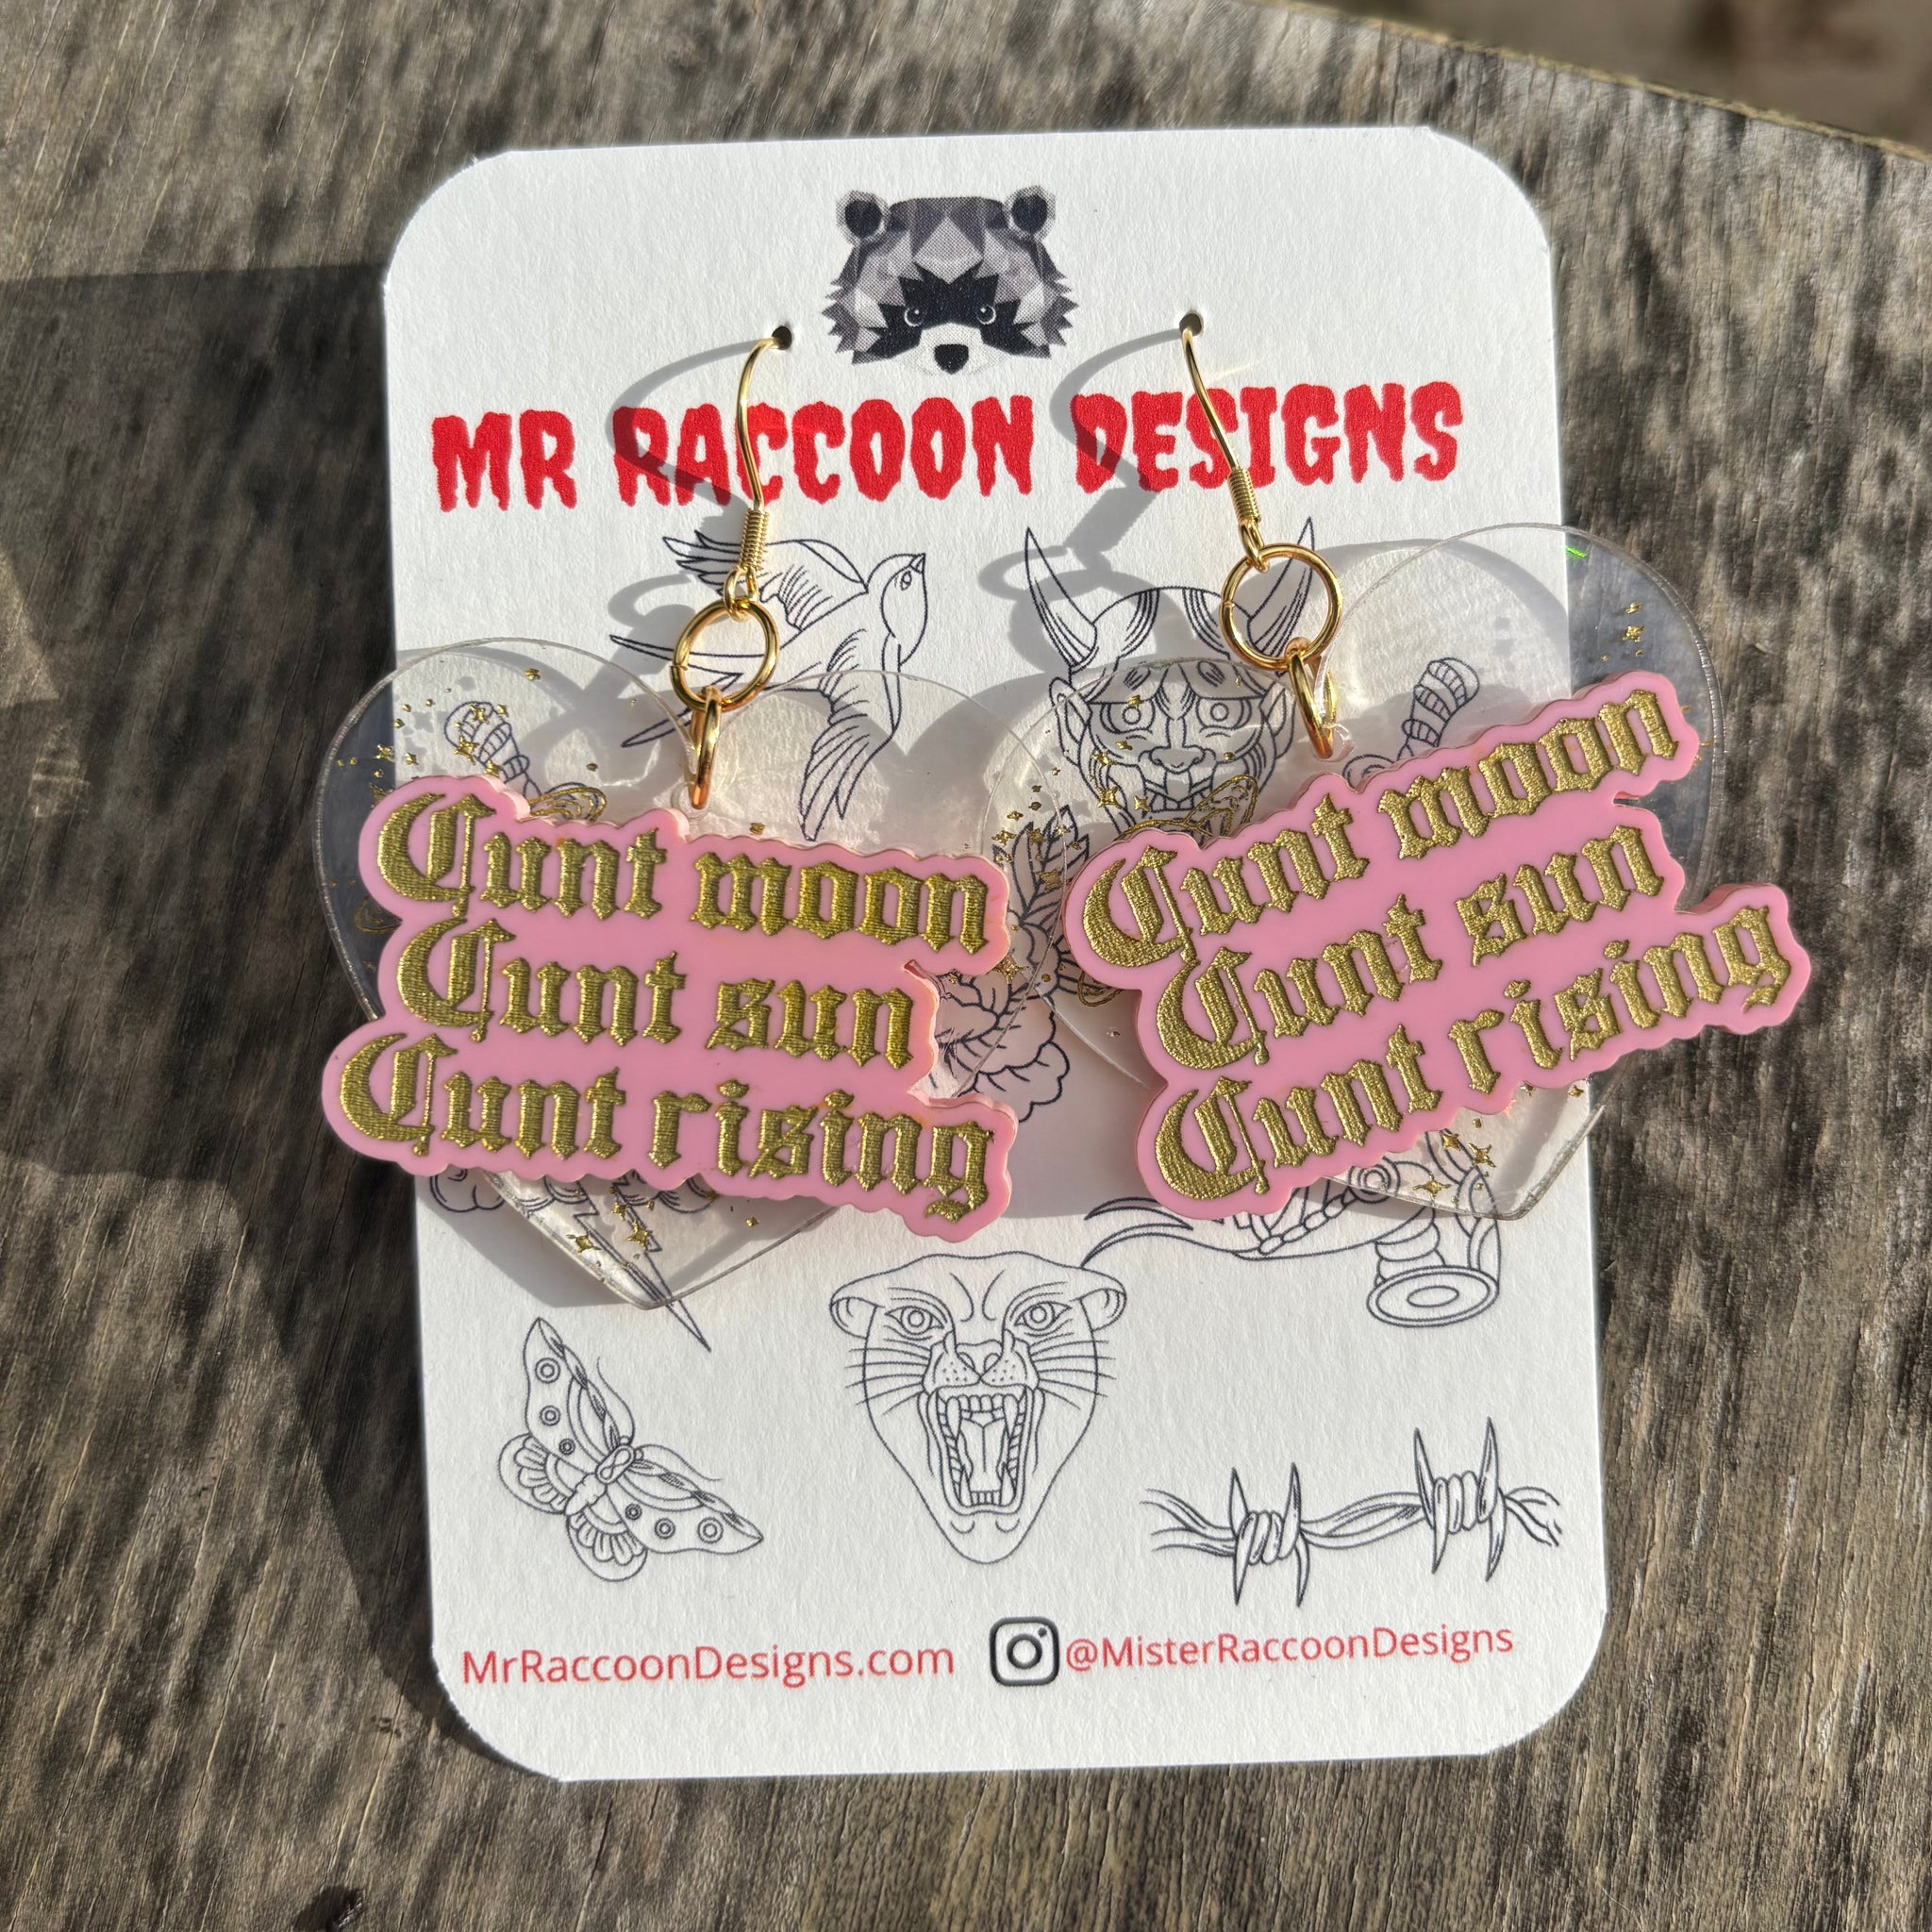 MR RACCOON DESIGNS
Cunt moon
Cunt sun
Cunt rising
Cunt moon
Cunt sun
Cunt rising
MrRaccoonDesigns.com
@MisterRaccoonDesigns